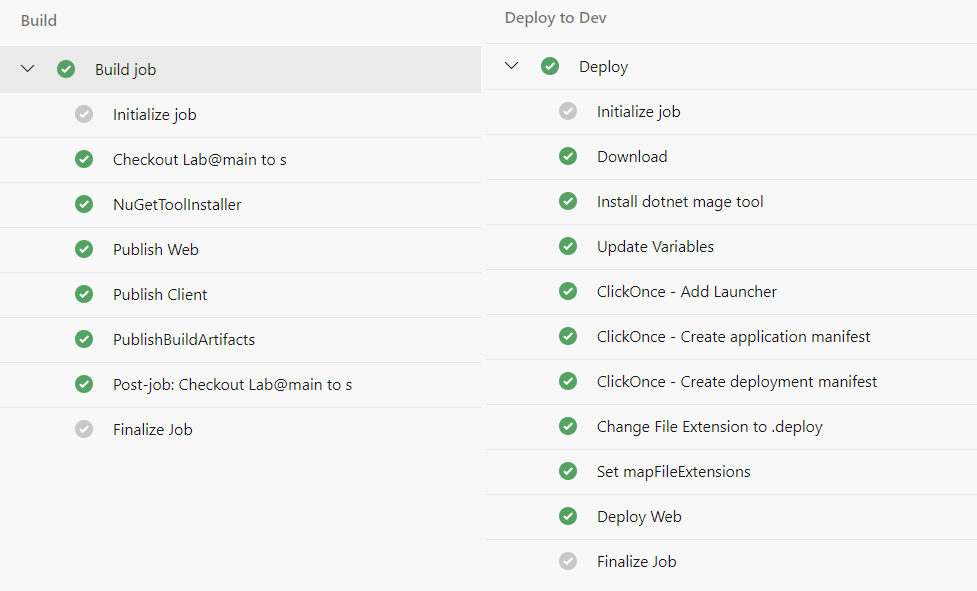 Build
Build job
Initialize job
Checkout Lab@main to s
NuGetToolInstaller
Publish Web
Publish Client
PublishBuildArtifacts
Post-job: Checkout Lab@main to s
Finalize Job
Deploy to Dev
Deploy
Initialize job
Download
Install dotnet mage tool
Update Variables
ClickOnce - Add Launcher
ClickOnce - Create application manifest
ClickOnce - Create deployment manifest
Change File Extension to .deploy
Set mapFileExtensions
Deploy Web
Finalize Job